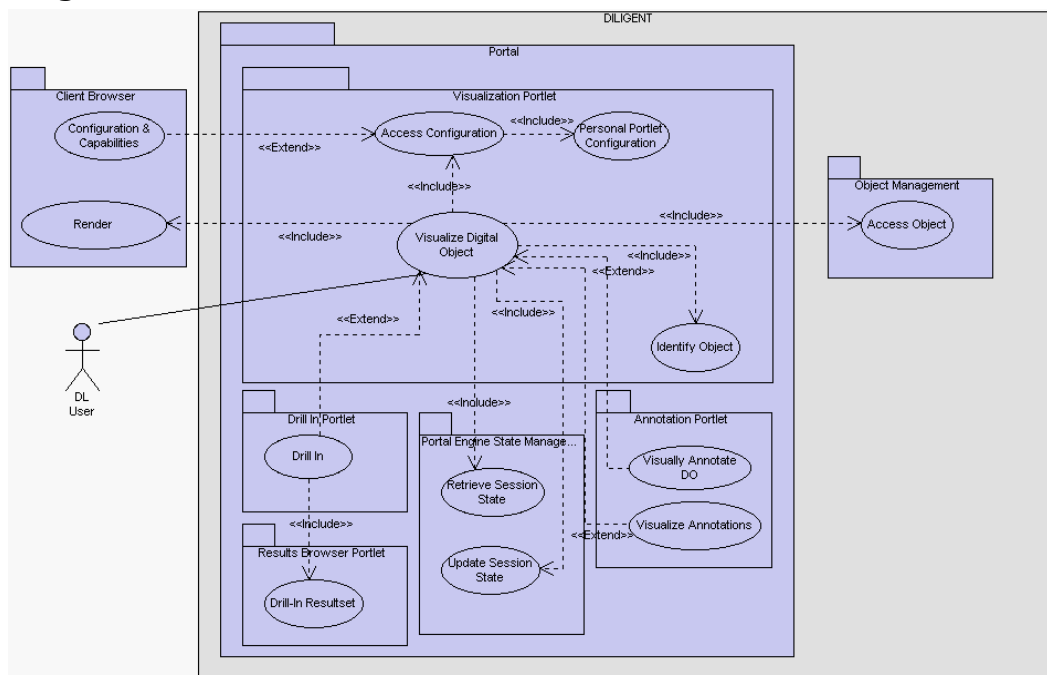 DILIGENT
Portal
Client Browser
Visualization Portlet
Configuration &
Capabilities
Access Configuration
<<Include>>
Personal Portlet
Configuration
<<Extend>>
<<Include>>
Object Management
Render
<<Include>>
Visualize Digital
Object
<<Include>>
Access Object
<<Include>>
<<Extend>>
<<Extend>>
<<Include>>
Identify Object
DL
User
<<Include>>
Drill In Portlet
Portal Engine State Manage...
Annotation Portlet
Drill In
Visually Annotate
DO
Retrieve Session
State
<<Include>>
Visualize Annotations
<<Extend>>
Results Browser Portlet
Update Session
State
Drill-In Resultset